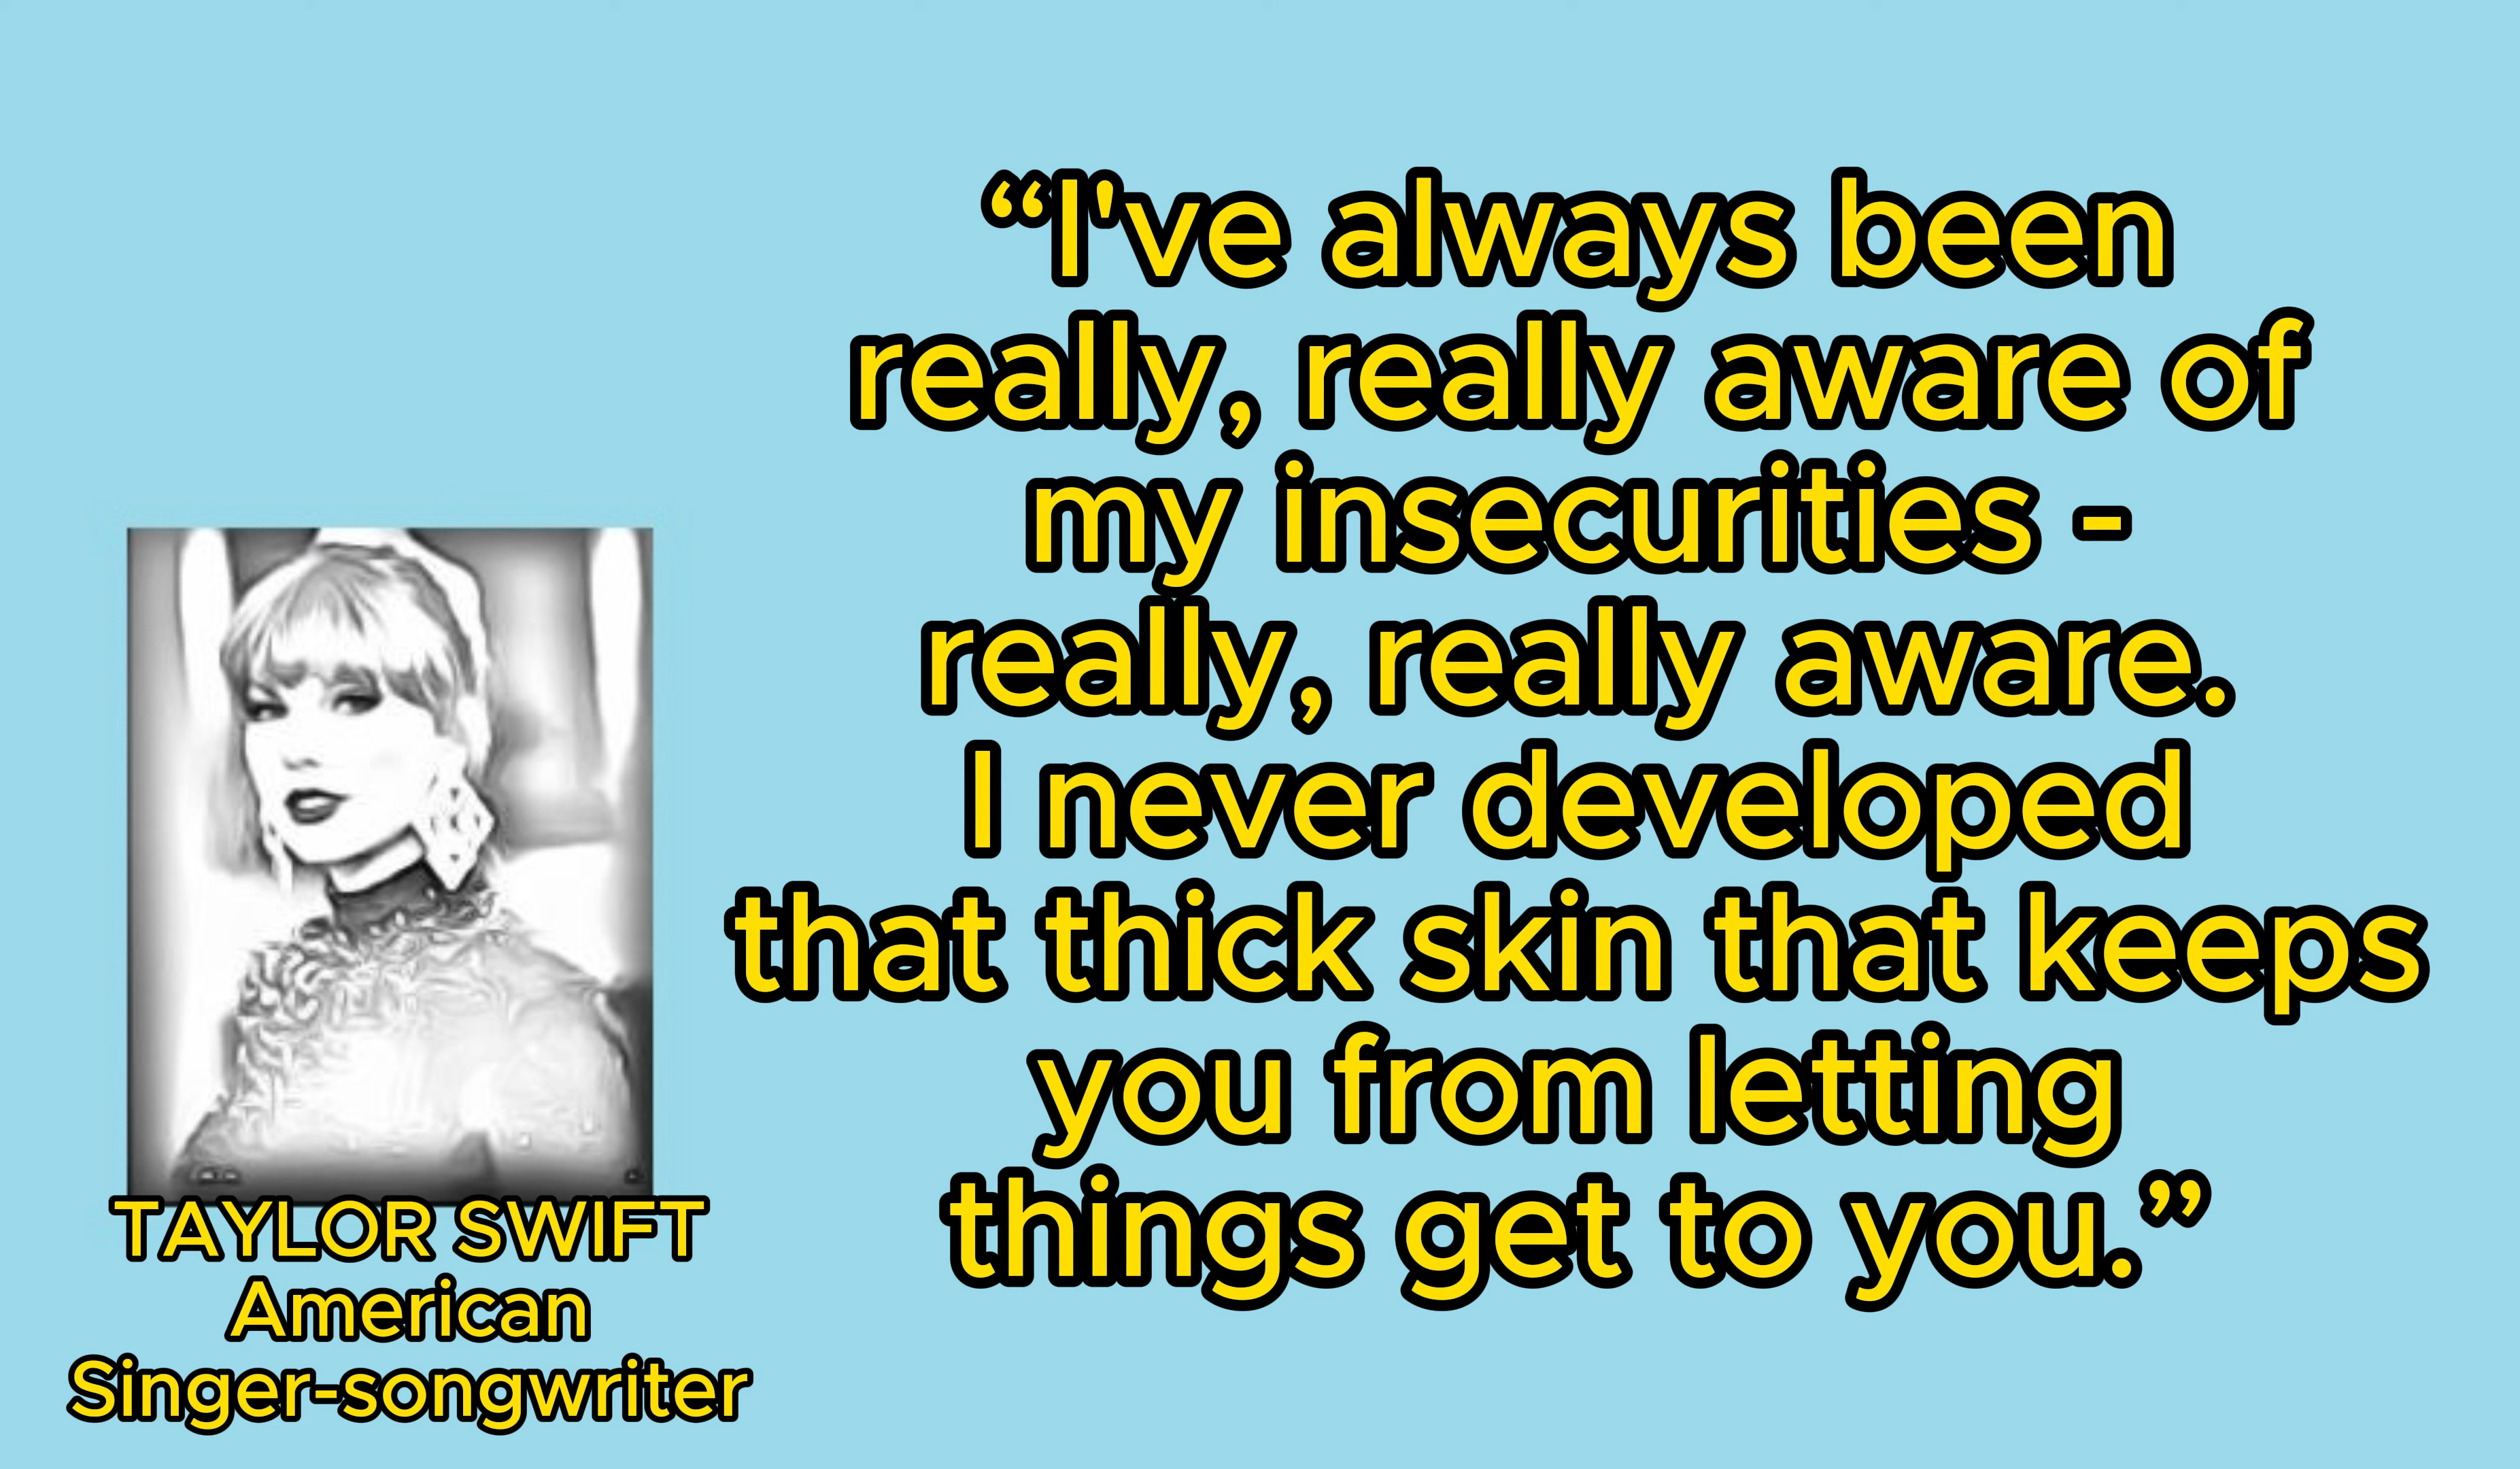 “I've always been
really, really aware of
my insecurities -
really, really aware.
I never developed
that thick skin that keeps
you from letting
things get to you.”
TAYLOR SWIFT
American
Singer-songwriter